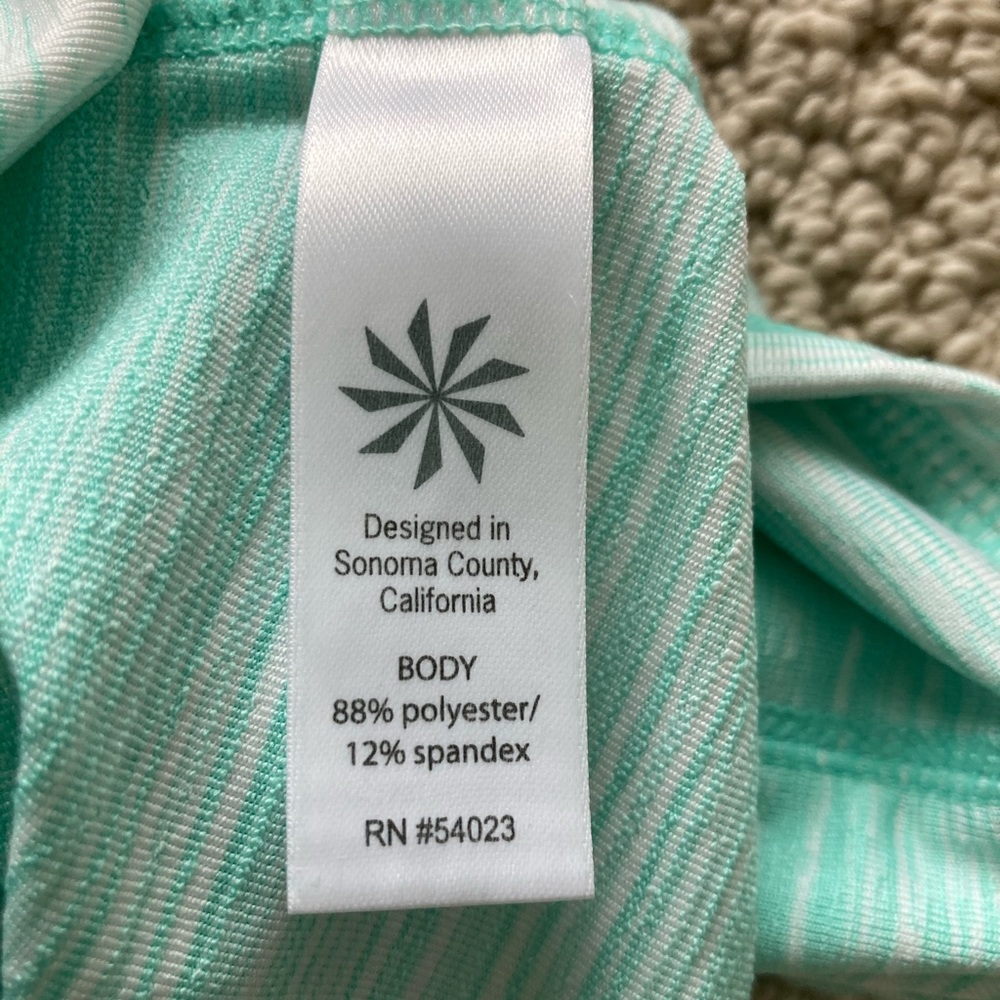 Designed in
Sonoma County,
California
BODY
88% polyester/
12% spandex
RN #54023